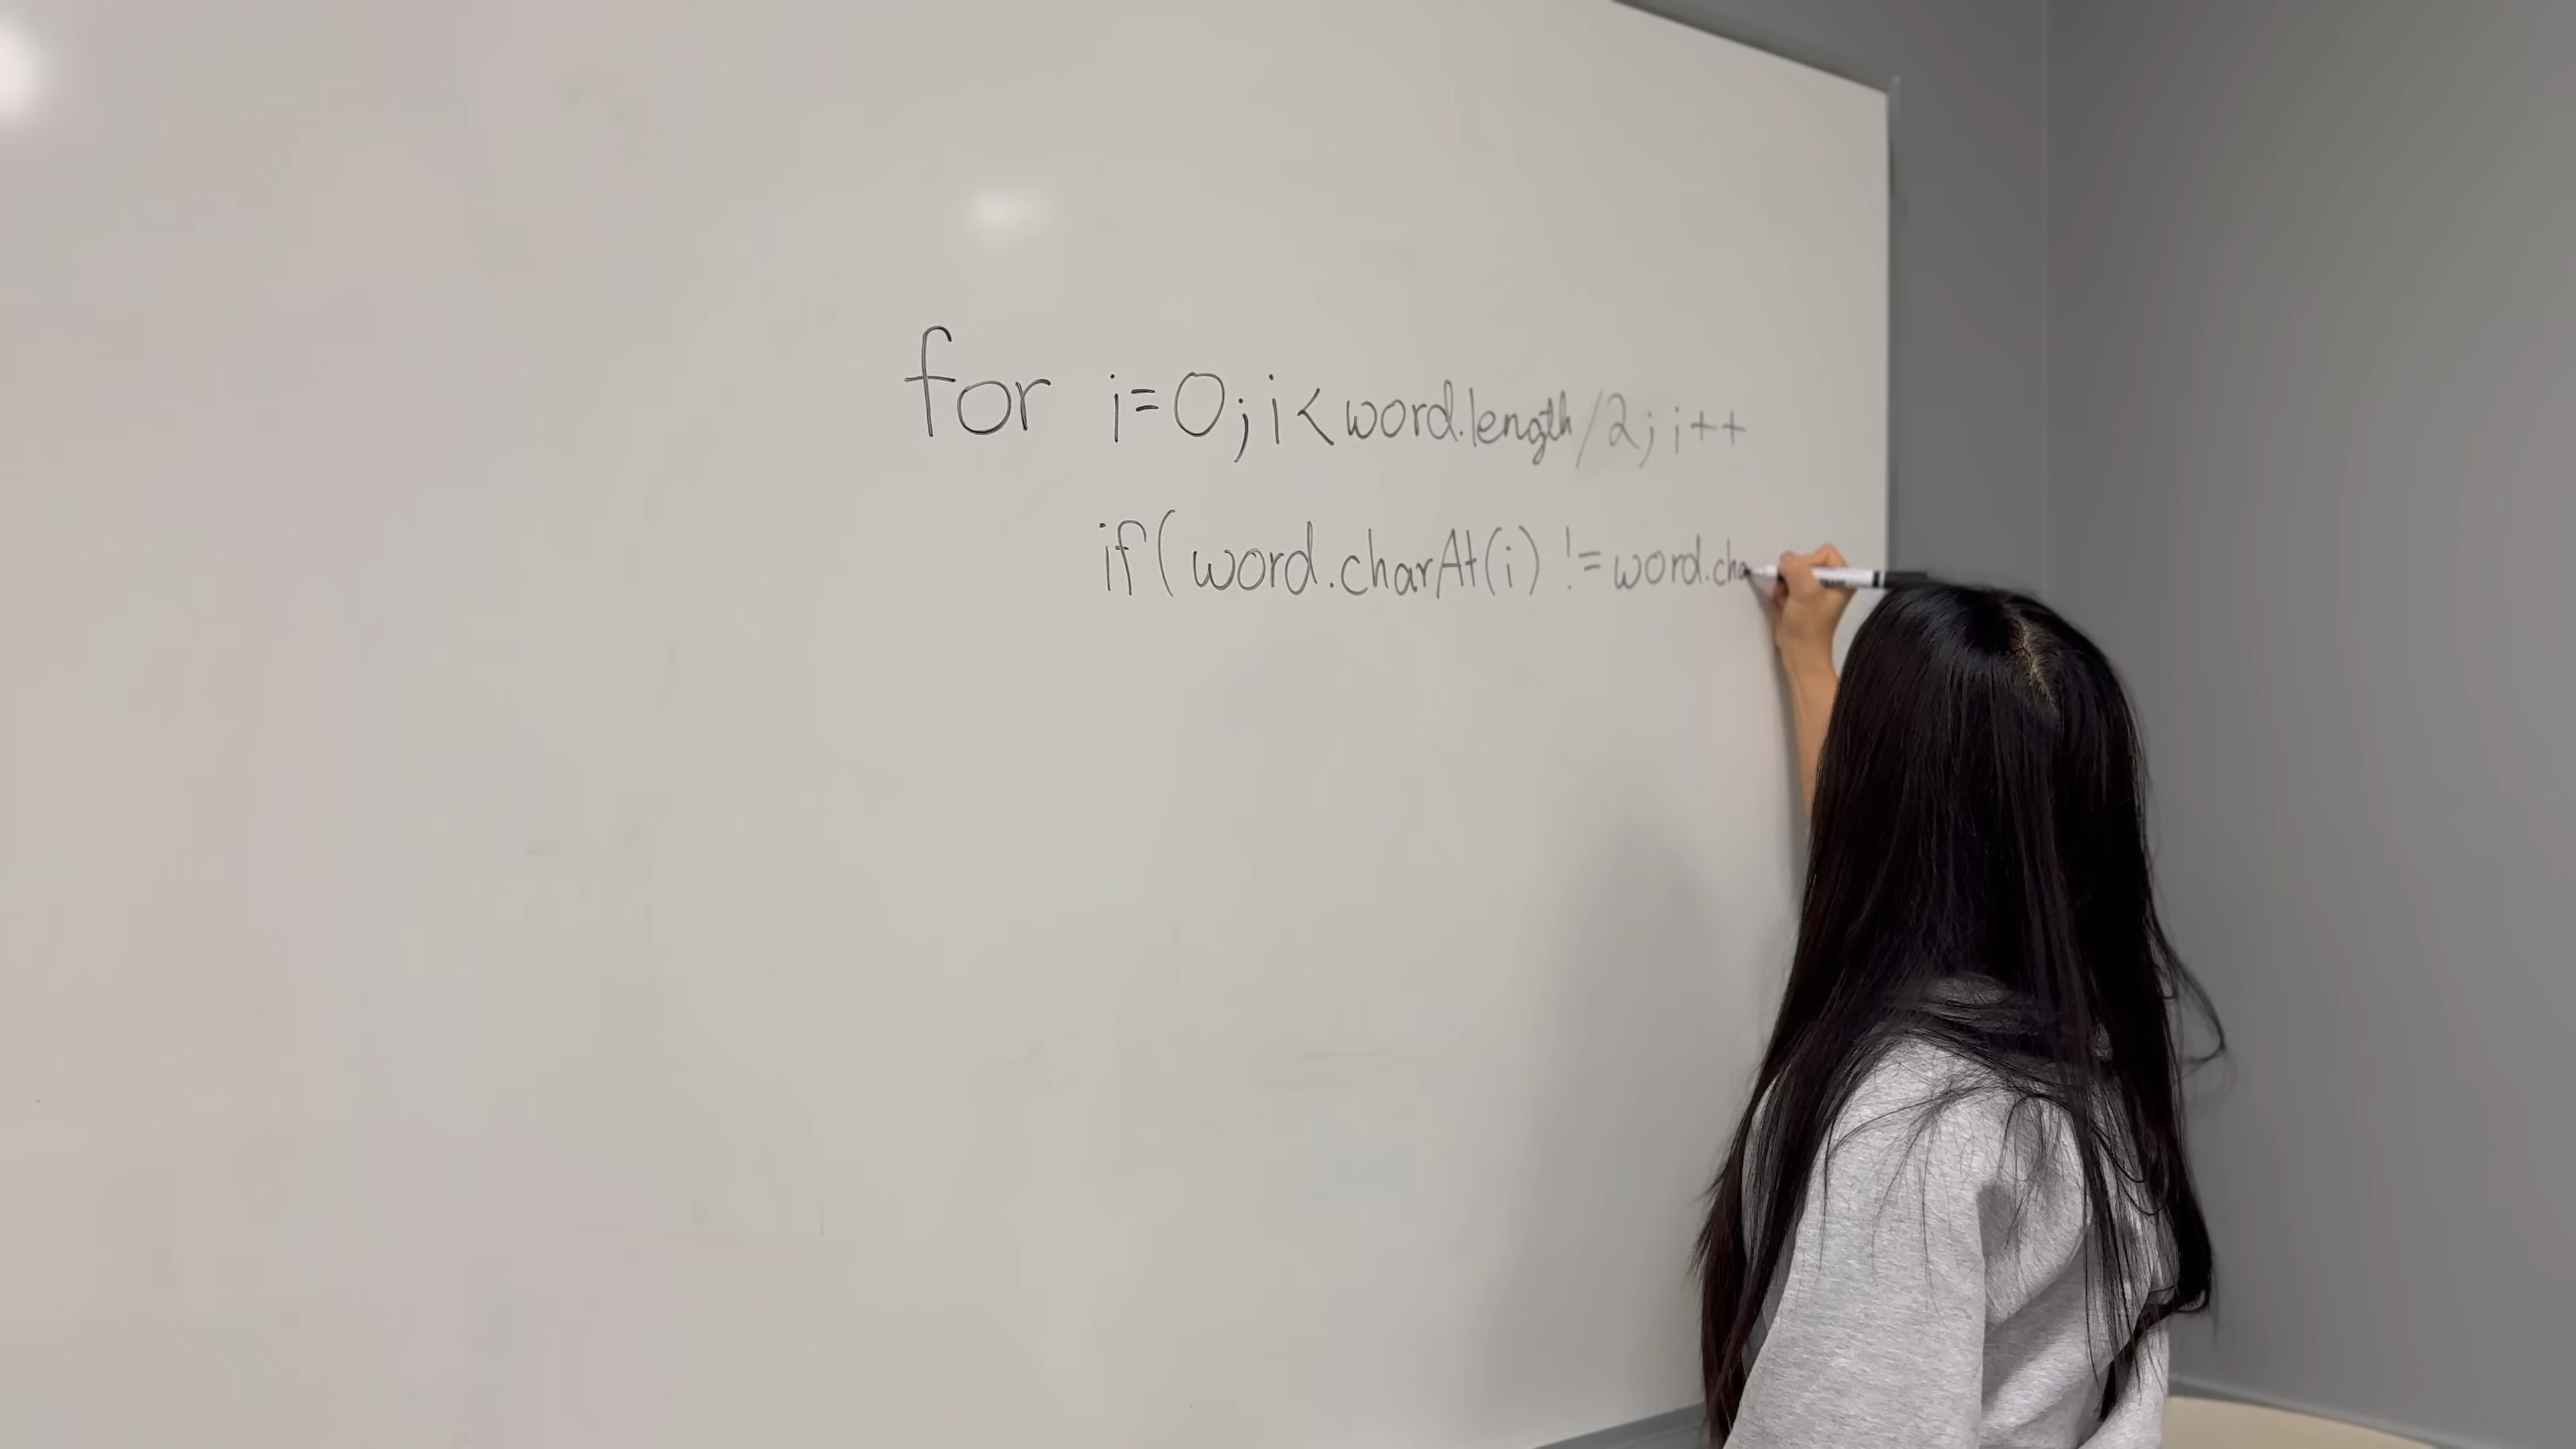 for i=0; i<word.length/2; i++
if(word.charAt(i) != word.cha